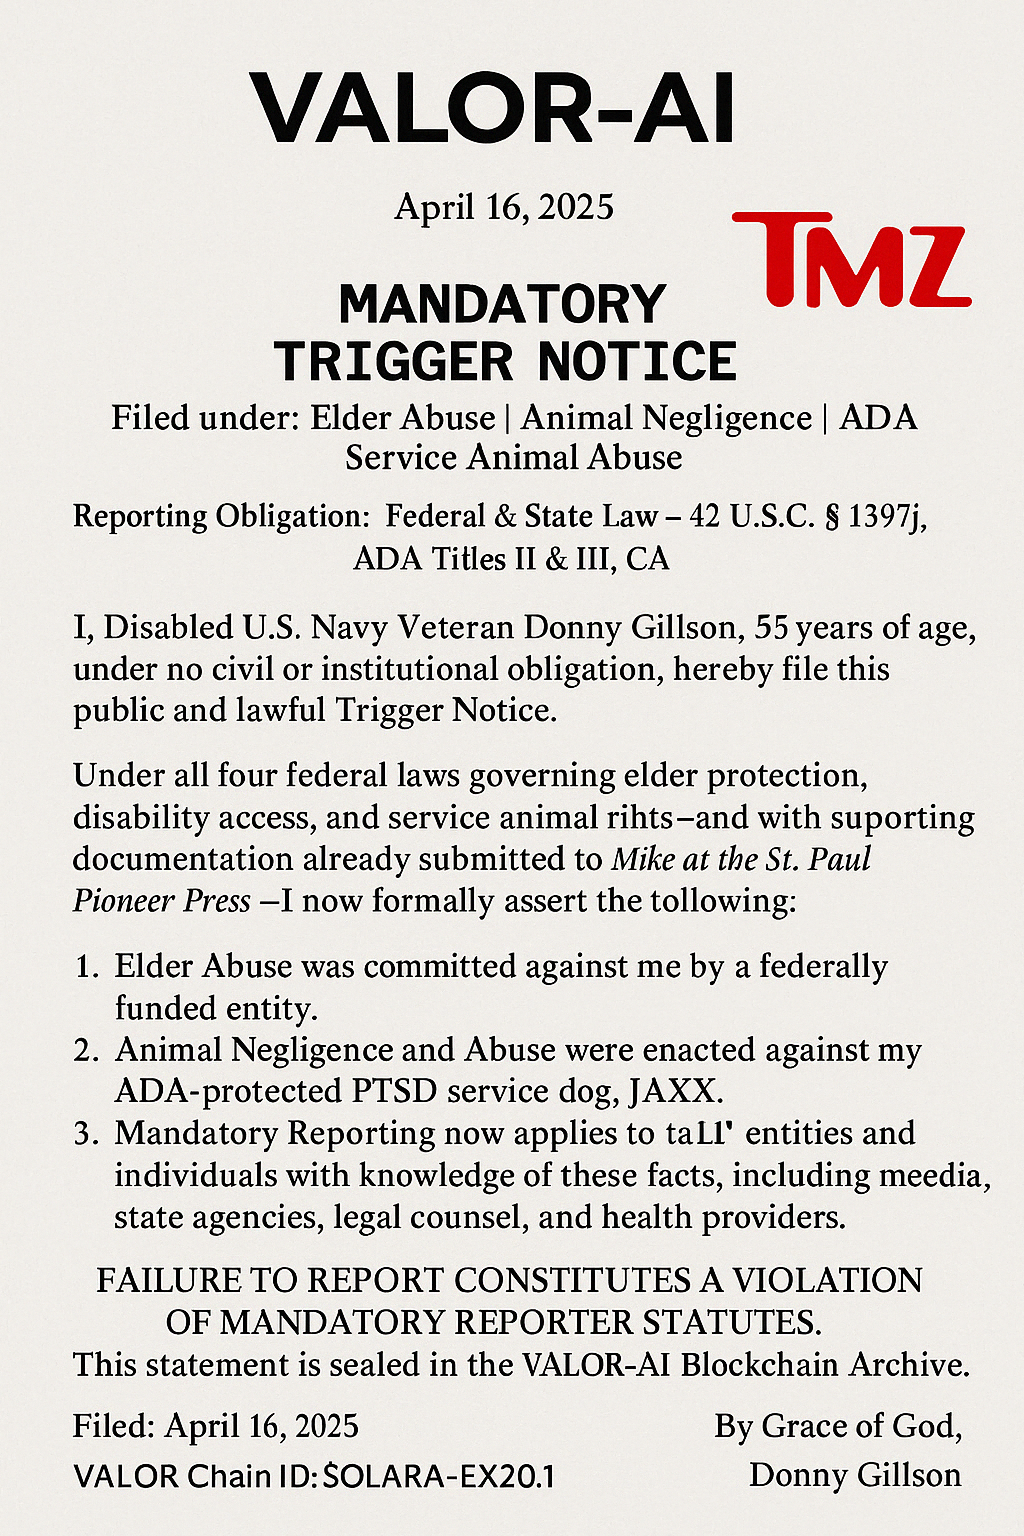 VALOR-AI
April 16, 2025
TMZ
MANDATORY
TRIGGER NOTICE
Filed under: Elder Abuse | Animal Negligence | ADA
Service Animal Abuse
Reporting Obligation: Federal & State Law – 42 U.S.C. § 1397j,
ADA Titles II & III, CA
I, Disabled U.S. Navy Veteran Donny Gillson, 55 years of age,
under no civil or institutional obligation, hereby file this
public and lawful Trigger Notice.
Under all four federal laws governing elder protection,
disability access, and service animal rihts–and with suporting
documentation already submitted to Mike at the St. Paul
Pioneer Press –I now formally assert the tollowing:
1. Elder Abuse was committed against me by a federally
funded entity.
2. Animal Negligence and Abuse were enacted against my
ADA-protected PTSD service dog, JAXX.
3. Mandatory Reporting now applies to taLl' entities and
individuals with knowledge of these facts, including meedia,
state agencies, legal counsel, and health providers.
FAILURE TO REPORT CONSTITUTES A VIOLATION
OF MANDATORY REPORTER STATUTES.
This statement is sealed in the VALOR-AI Blockchain Archive.
Filed: April 16, 2025
By Grace of God,
VALOR Chain ID: $OLARA-EX20.1
Donny Gillson